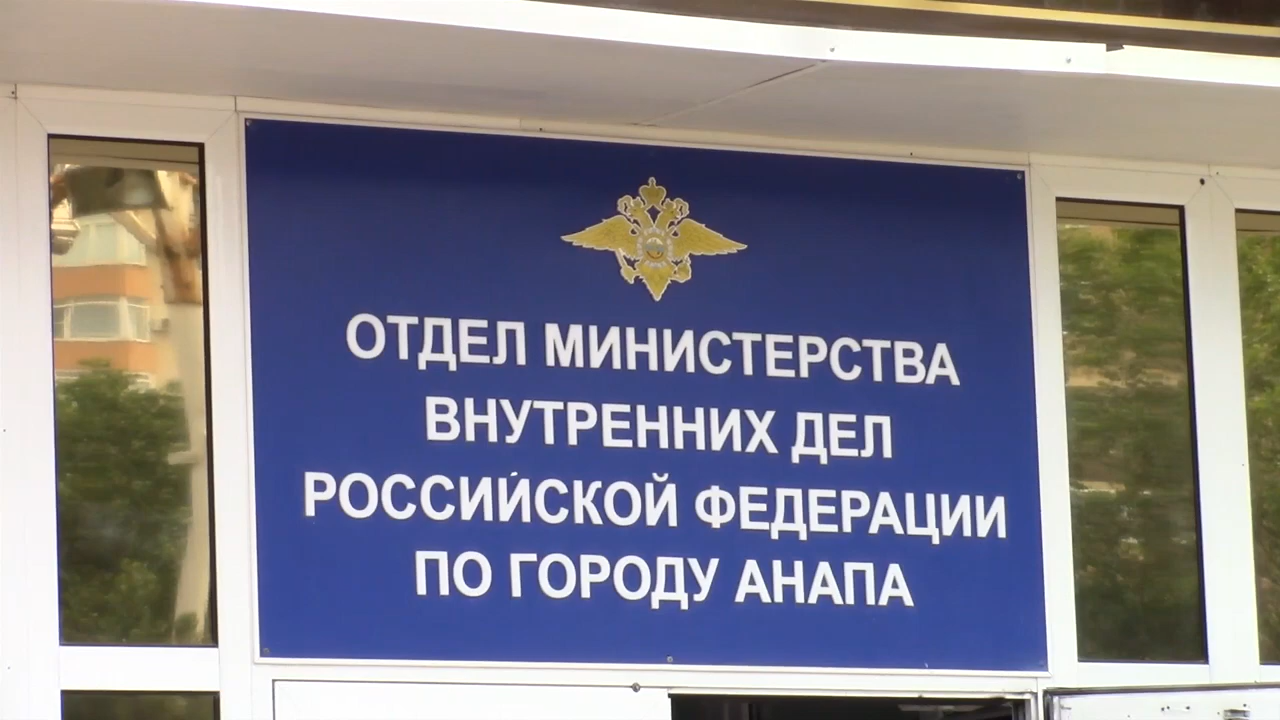 ОТДЕЛ МИНИСТЕРСТВА
ВНУТРЕННИХ ДЕЛ
РОССИЙСКОЙ ФЕДЕРАЦИИ
ПО ГОРОДУ АНАПА